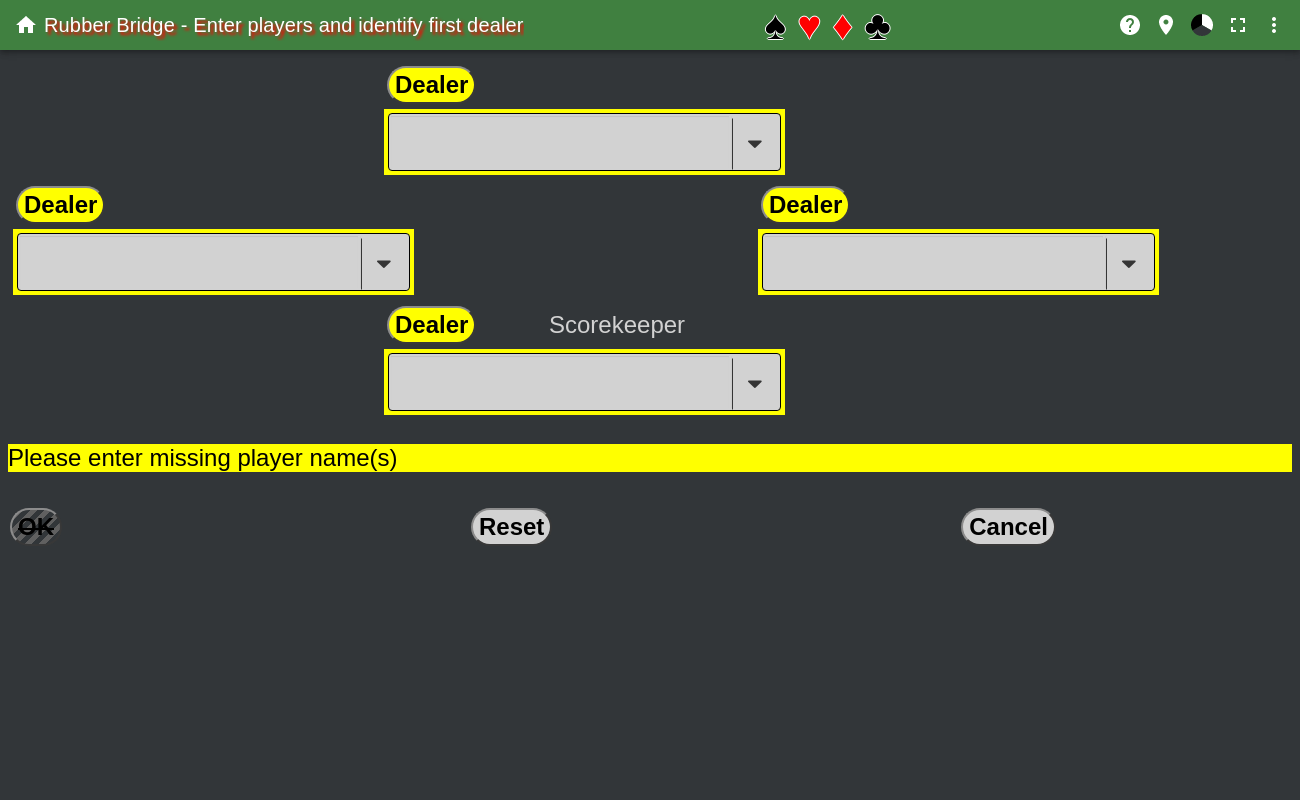 Rubber Bridge - Enter players and identify first dealer
Dealer
Dealer
Dealer
Dealer
Scorekeeper
Please enter missing player name(s)
OK
Reset
Cancel